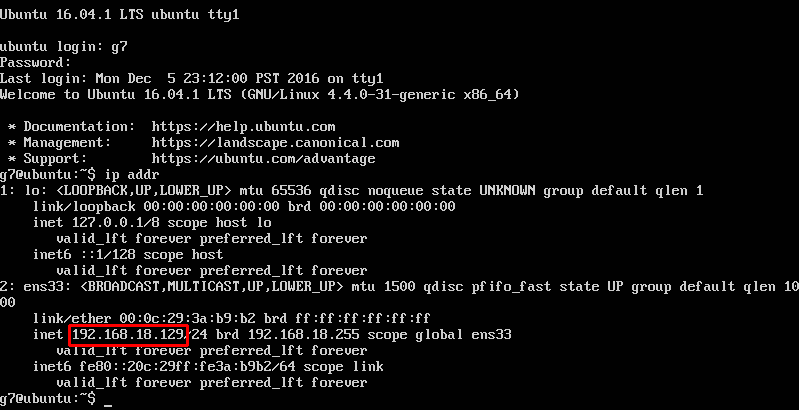 Ubuntu 16.04.1 LTS ubuntu tty1
ubuntu login: g7
Password:
Last login: Mon Dec  5 23:12:00 PST 2016 on tty1
Welcome to Ubuntu 16.04.1 LTS (GNU/Linux 4.4.0-31-generic x86_64)
* Documentation:  https://help.ubuntu.com
* Management:     https://landscape.canonical.com
* Support:        https://ubuntu.com/advantage
g7@ubuntu:~$ ip addr
1: lo: <LOOPBACK,UP,LOWER_UP> mtu 65536 qdisc noqueue state UNKNOWN group default qlen 1
link/loopback 00:00:00:00:00:00 brd 00:00:00:00:00:00
inet 127.0.0.1/8 scope host lo
valid_lft forever preferred_lft forever
inet6 ::1/128 scope host
valid_lft forever preferred_lft forever
2: ens33: <BROADCAST,MULTICAST,UP,LOWER_UP> mtu 1500 qdisc pfifo_fast state UP group default qlen 10
00
link/ether 00:0c:29:3a:b9:b2 brd ff:ff:ff:ff:ff:ff
inet 192.168.18.129/24 brd 192.168.18.255 scope global ens33
valid_lft forever preferred_lft forever
inet6 fe80::20c:29ff:fe3a:b9b2/64 scope link
valid_lft forever preferred_lft forever
g7@ubuntu:~$ _